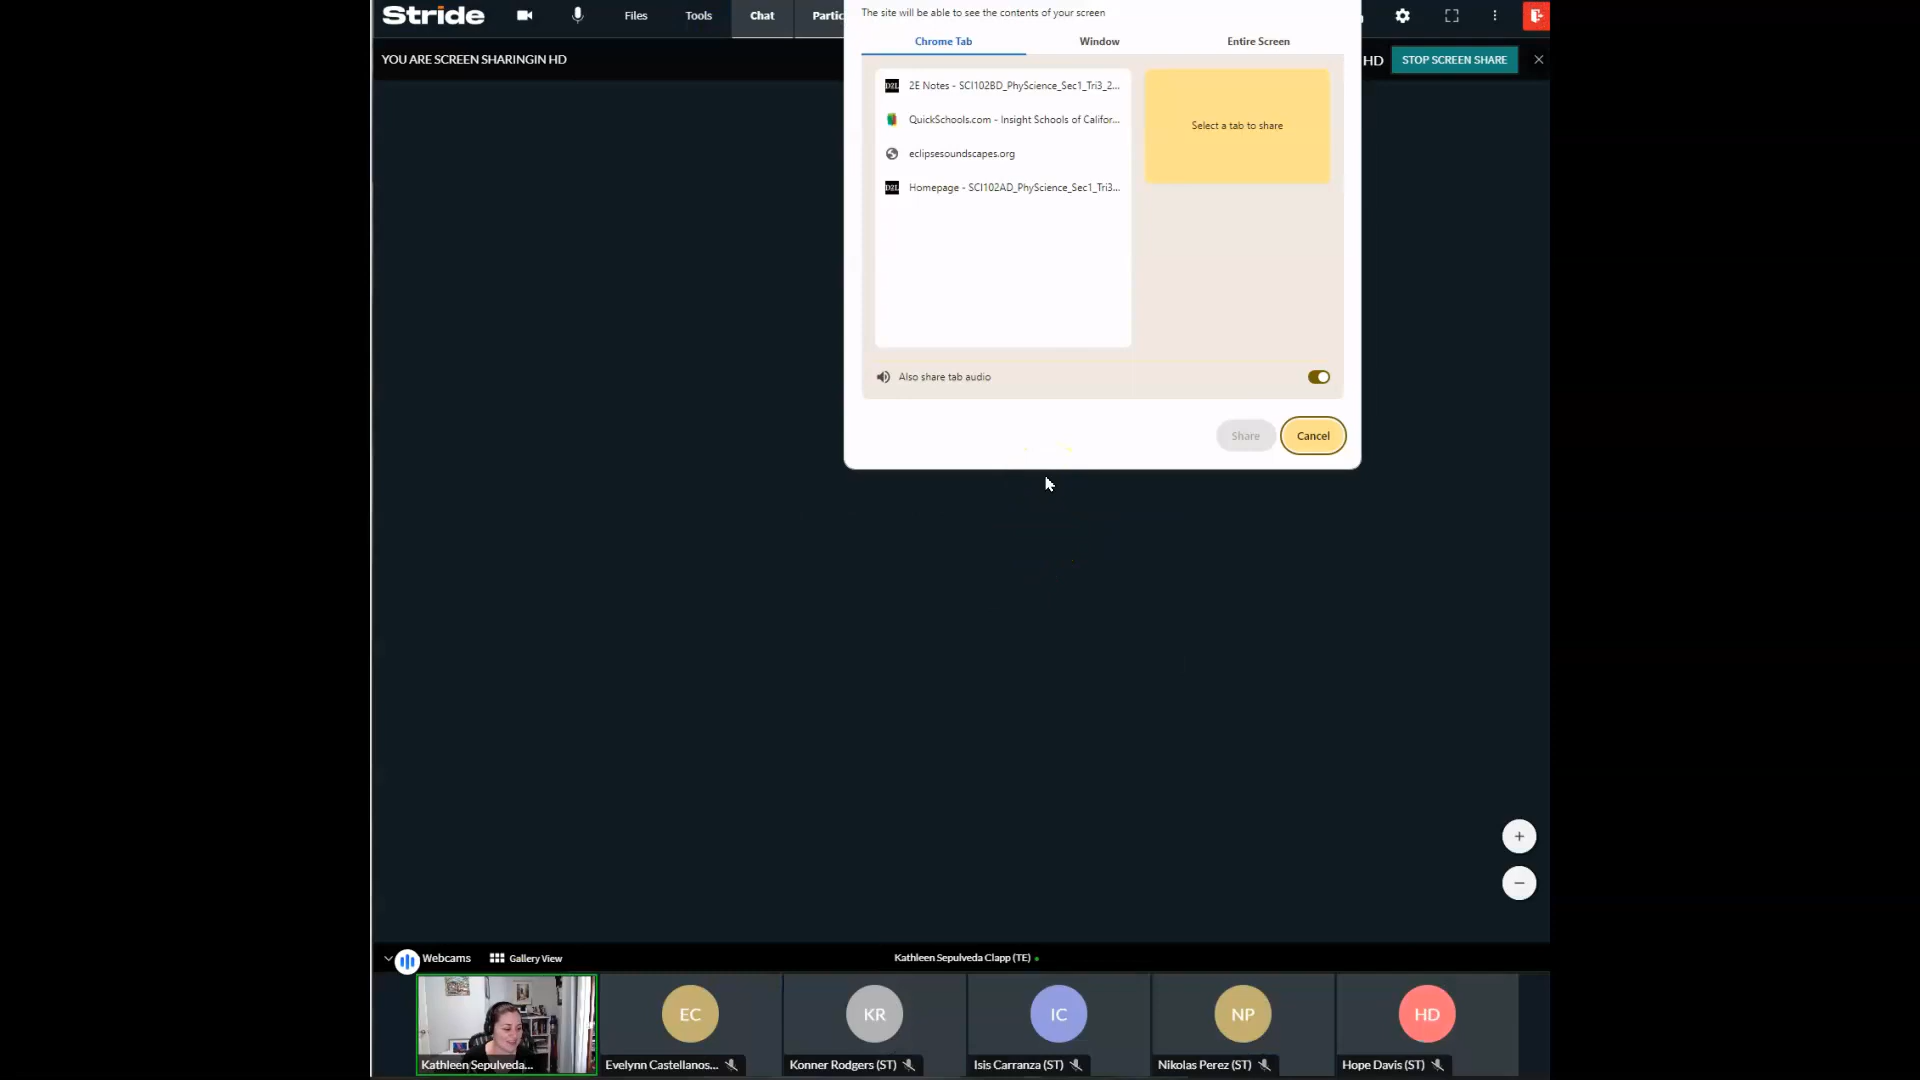 Stride
Files
Tools
Chat
Partic
YOU ARE SCREEN SHARINGIN HD
HD
STOP SCREEN SHARE
The site will be able to see the contents of your screen
Chrome Tab
Window
Entire Screen
D2L
2E Notes - SCI102BD_PhyScience_Sec1_Tri3_2...
QuickSchools.com - Insight Schools of Califor...
eclipsesoundscapes.org
D2L
Homepage - SCI102AD_PhyScience_Sec1_Tri3...
Select a tab to share
Also share tab audio
Share
Cancel
Webcams
Gallery View
Kathleen Sepulveda Clapp (TE)
EC
KR
IC
NP
HD
Kathleen Sepulveda...
Evelynn Castellanos...
Konner Rodgers (ST)
Isis Carranza (ST)
Nikolas Perez (ST)
Hope Davis (ST)